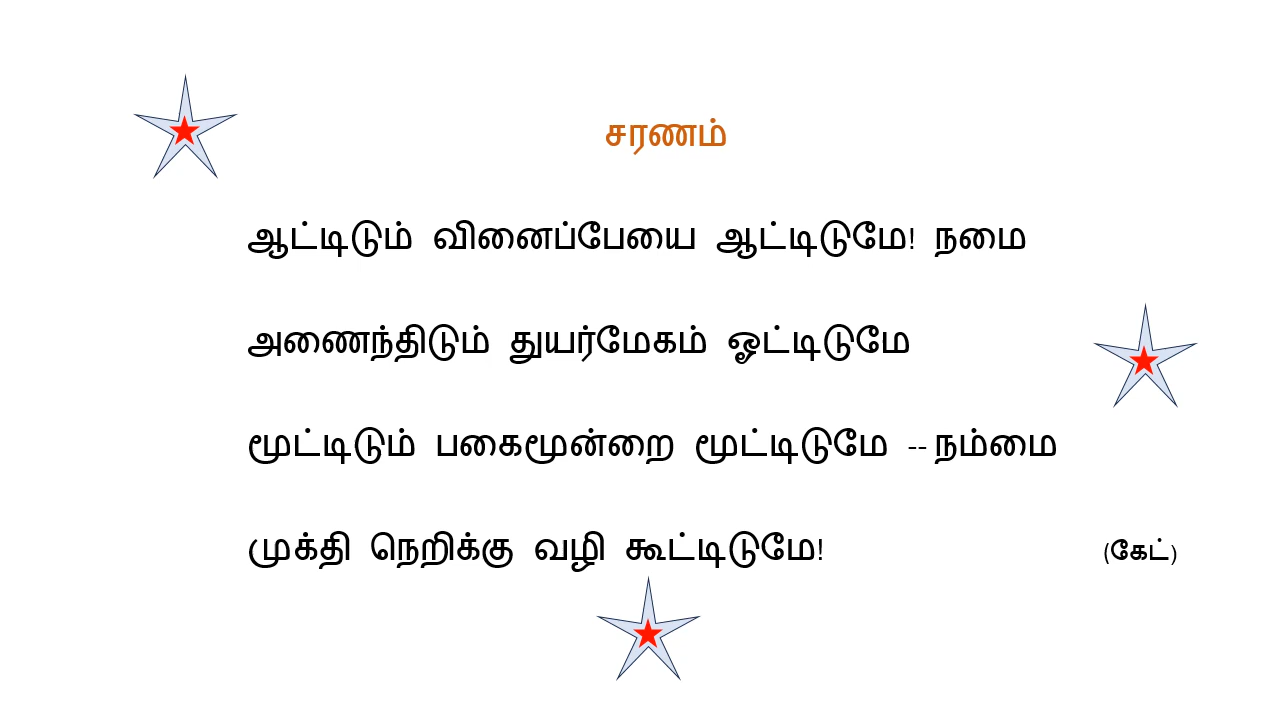 சரணம்
ஆட்டிடும் வினைப்பேயை ஆட்டிடுமே! நமை
அணைந்திடும் துயர்மேகம் ஓட்டிடுமே
மூட்டிடும் பகைமூன்றை மூட்டிடுமே -- நம்மை
முக்தி நெறிக்கு வழி கூட்டிடுமே! (கேட்)